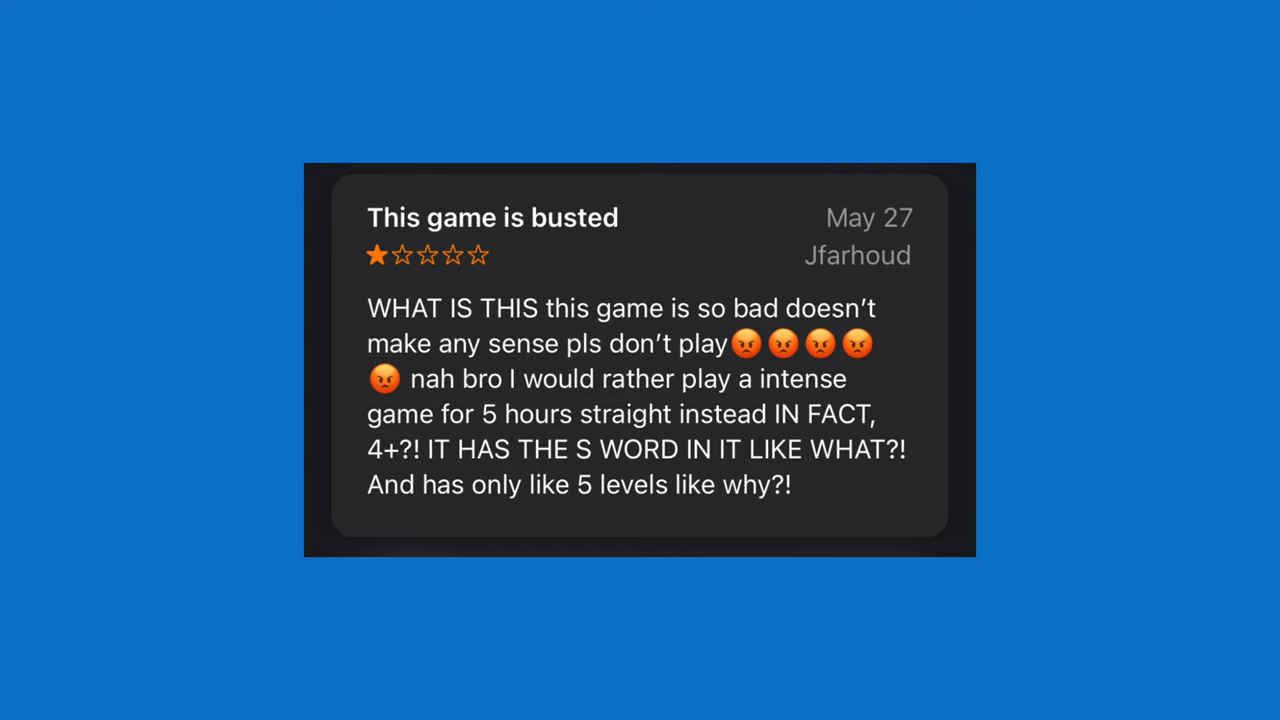 This game is busted
May 27
★☆☆☆☆
Jfarhoud
WHAT IS THIS this game is so bad doesn’t
make any sense pls don’t play😡😡😡😡
😡 nah bro I would rather play a intense
game for 5 hours straight instead IN FACT,
4+?! IT HAS THE S WORD IN IT LIKE WHAT?!
And has only like 5 levels like why?!